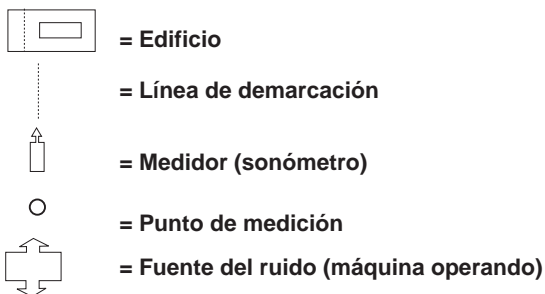 = Edificio
= Línea de demarcación
= Medidor (sonómetro)
= Punto de medición
= Fuente del ruido (máquina operando)